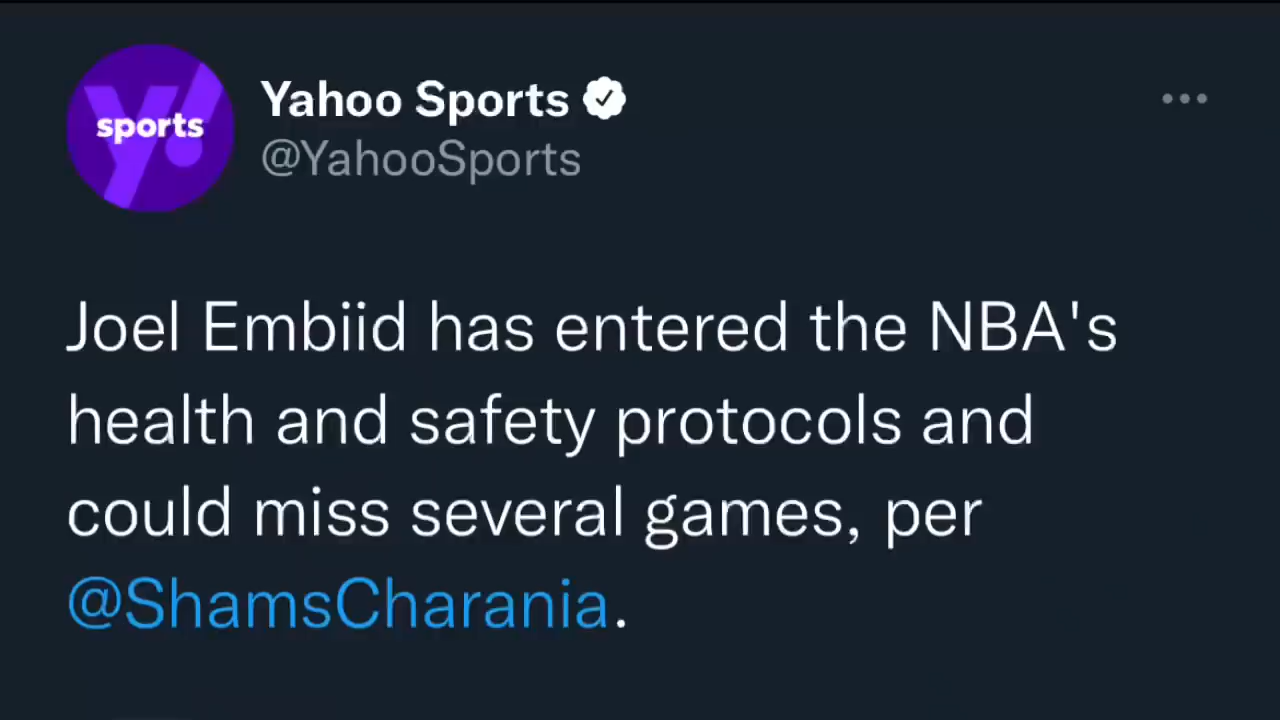 sports
Yahoo Sports
@YahooSports
Joel Embiid has entered the NBA's
health and safety protocols and
could miss several games, per
@ShamsCharania.